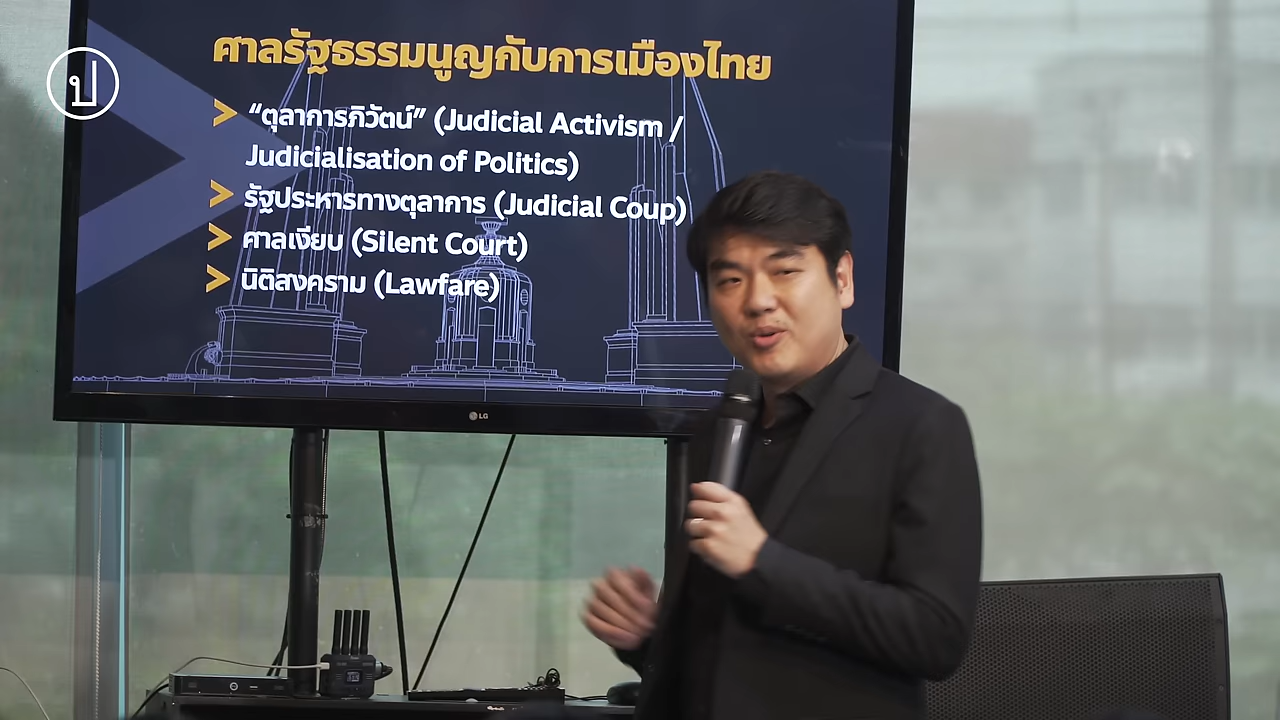 ป
ศาลรัฐธรรมนูญกับการเมืองไทย
“ตุลาการภิวัตน์” (Judicial Activism /
Judicialisation of Politics)
รัฐประหารทางตุลาการ (Judicial Coup)
ศาลเงียบ (Silent Court)
นิติสงคราม (Lawfare)
LG